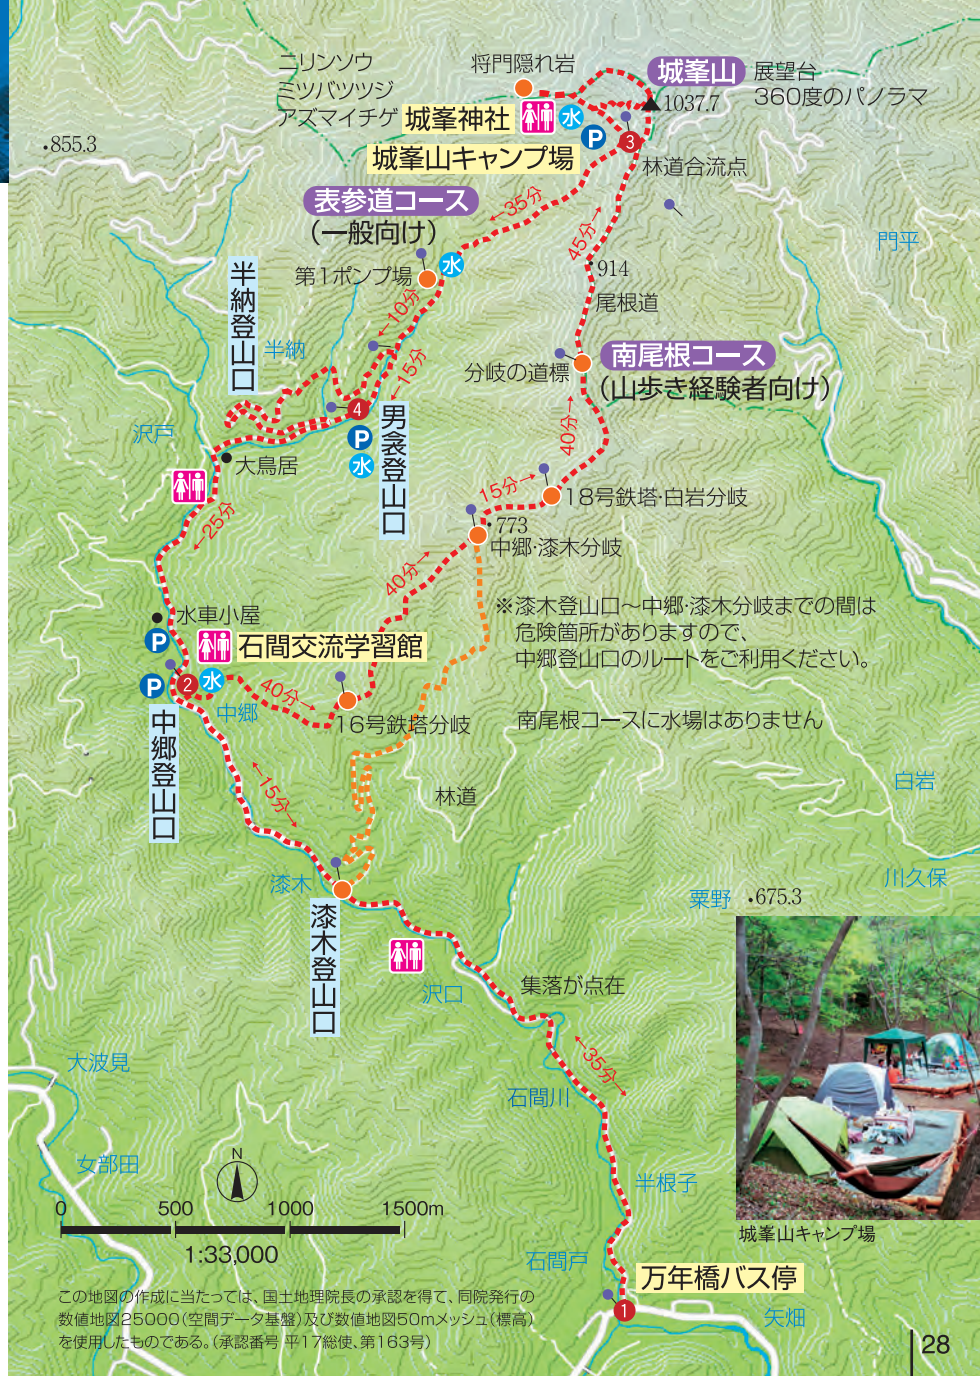 ニリンソウ
ミツバツツジ
アズマイチゲ
将門隠れ岩
城峯山
展望台
360度のパノラマ
1037.7
城峯神社
水
P
3
城峯山キャンプ場
林道合流点
855.3
表参道コース
（一般向け）
←35分
45分→
門平
914
尾根道
水
第1ポンプ場
半納登山口
半納
←10分
←15分
分岐の道標
南尾根コース
（山歩き経験者向け）
4
P
水
男衾登山口
沢戸
大鳥居
40分→
15分→
18号鉄塔・白岩分岐
←25分
773
中郷・漆木分岐
40分→
※漆木登山口〜中郷・漆木分岐までの間は
危険箇所がありますので、
中郷登山口のルートをご利用ください。
水車小屋
P
石間交流学習館
P
2
水
40分→
中郷
16号鉄塔分岐
南尾根コースに水場はありません
中郷登山口
←15分→
林道
白岩
川久保
漆木
粟野
675.3
漆木登山口
沢口
集落が点在
大波見
←35分→
石間川
女部田
N
半根子
0 500 1000 1500m
1:33,000
城峯山キャンプ場
石間戸
万年橋バス停
1
矢畑
この地図の作成に当たっては、国土地理院長の承認を得て、同院発行の
数値地図25000（空間データ基盤）及び数値地図50mメッシュ（標高）
を使用したものである。（承認番号 平17総使、第163号）
28